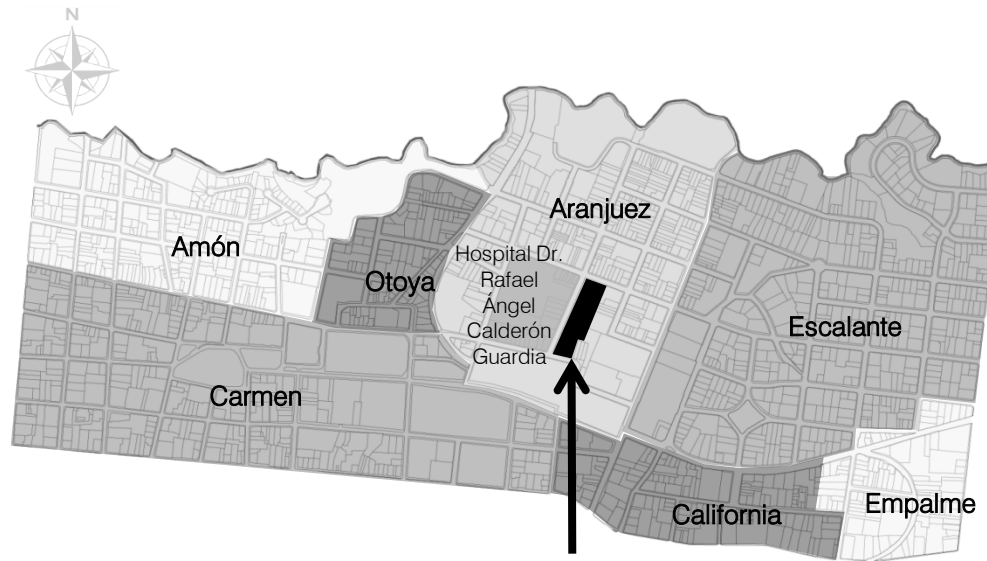 N
Aranjuez
Amón
Hospital Dr.
Rafael
Ángel
Calderón
Guardia
Otoya
Escalante
Carmen
Empalme
California